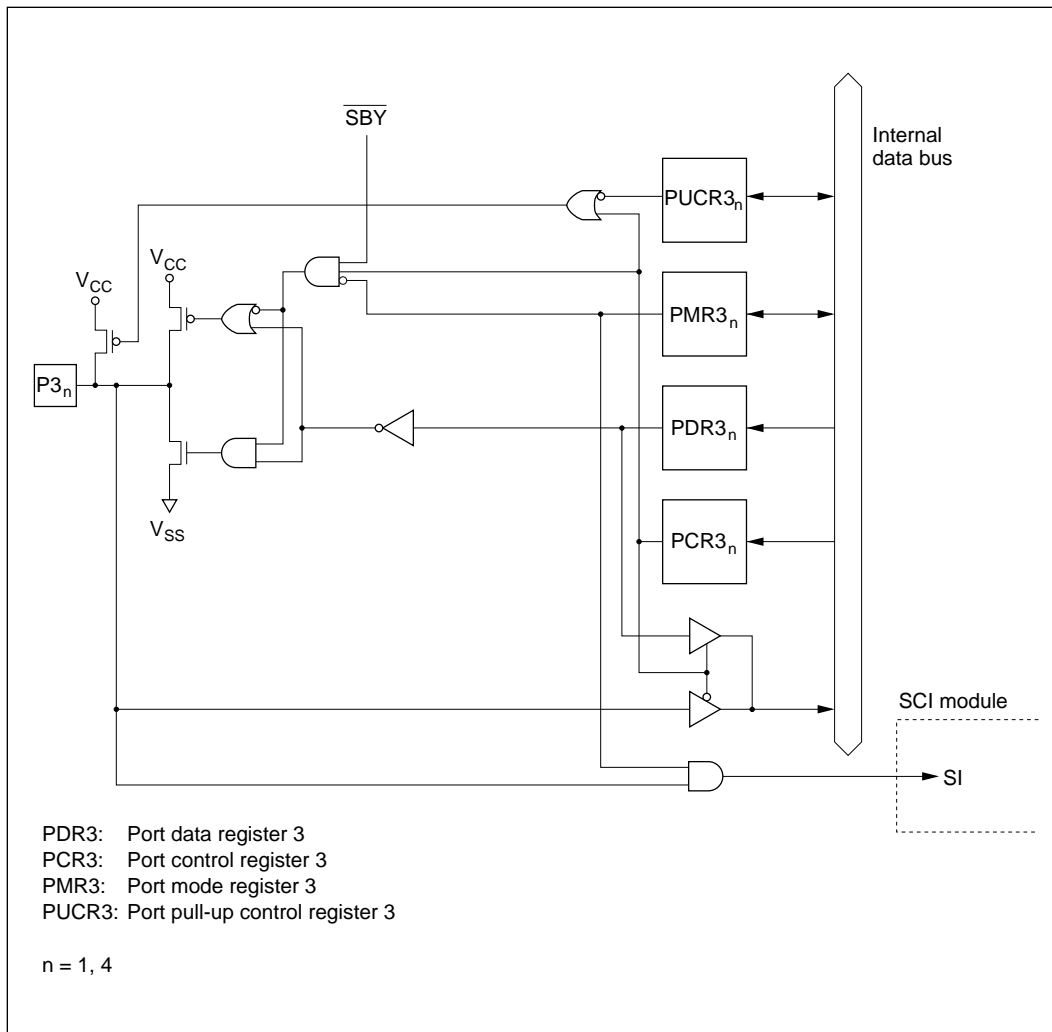 SBY
Internal
data bus
PUCR3n
VCC
VCC
PMR3n
P3n
PDR3n
VSS
PCR3n
SCI module
SI
PDR3: Port data register 3
PCR3: Port control register 3
PMR3: Port mode register 3
PUCR3: Port pull-up control register 3
n = 1, 4